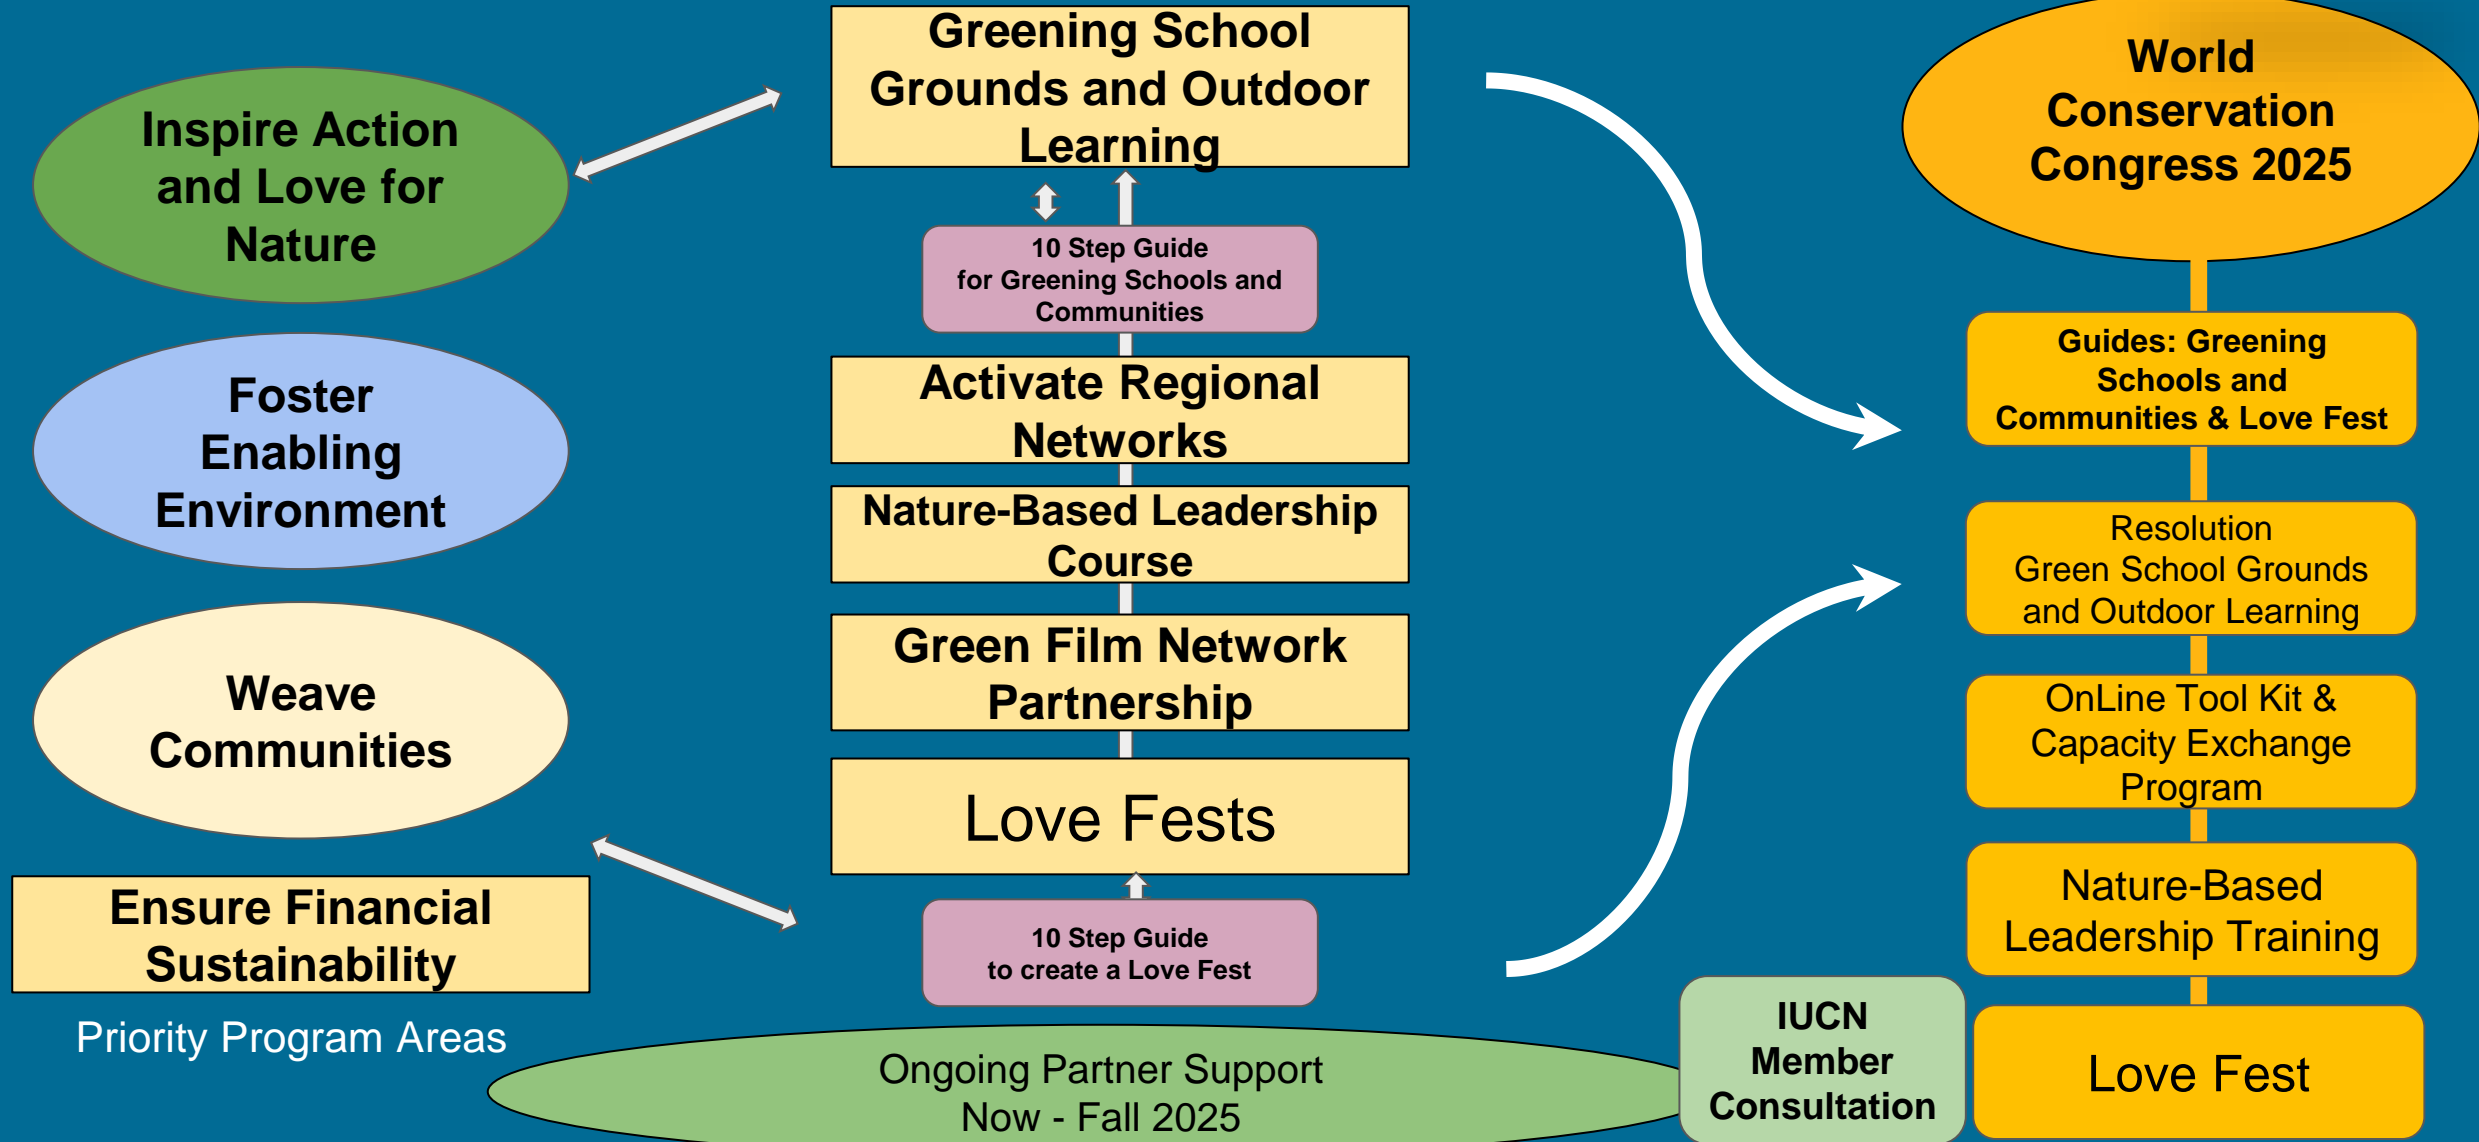 Inspire Action
and Love for
Nature
Foster
Enabling
Environment
Weave
Communities
Ensure Financial
Sustainability
Priority Program Areas
Greening School
Grounds and Outdoor
Learning
10 Step Guide
for Greening Schools and
Communities
Activate Regional
Networks
Nature-Based Leadership
Course
Green Film Network
Partnership
Love Fests
10 Step Guide
to create a Love Fest
Ongoing Partner Support
Now - Fall 2025
IUCN
Member
Consultation
World
Conservation
Congress 2025
Guides: Greening
Schools and
Communities & Love Fest
Resolution
Green School Grounds
and Outdoor Learning
OnLine Tool Kit &
Capacity Exchange
Program
Nature-Based
Leadership Training
Love Fest